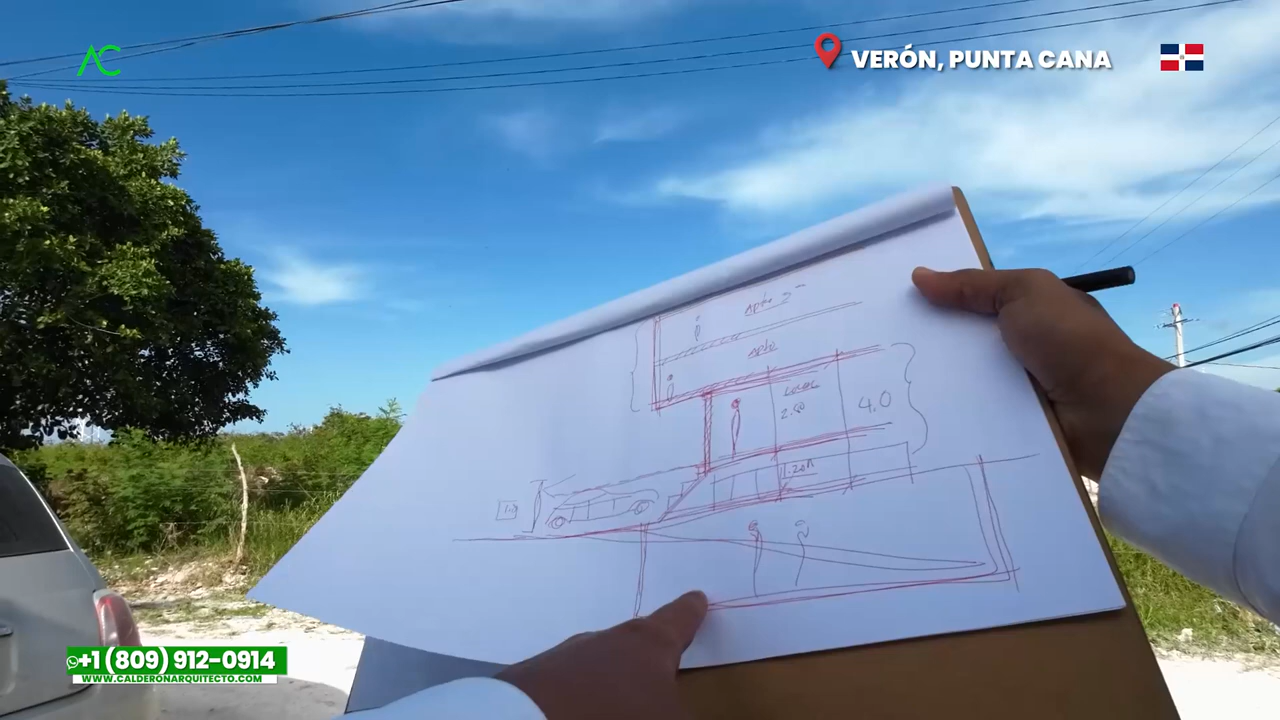 AC
VERÓN, PUNTA CANA
Apto 2
Apto
LOCAL
2.80
4.0
1.20
+1 (809) 912-0914
WWW.CALDERONARQUITECTO.COM